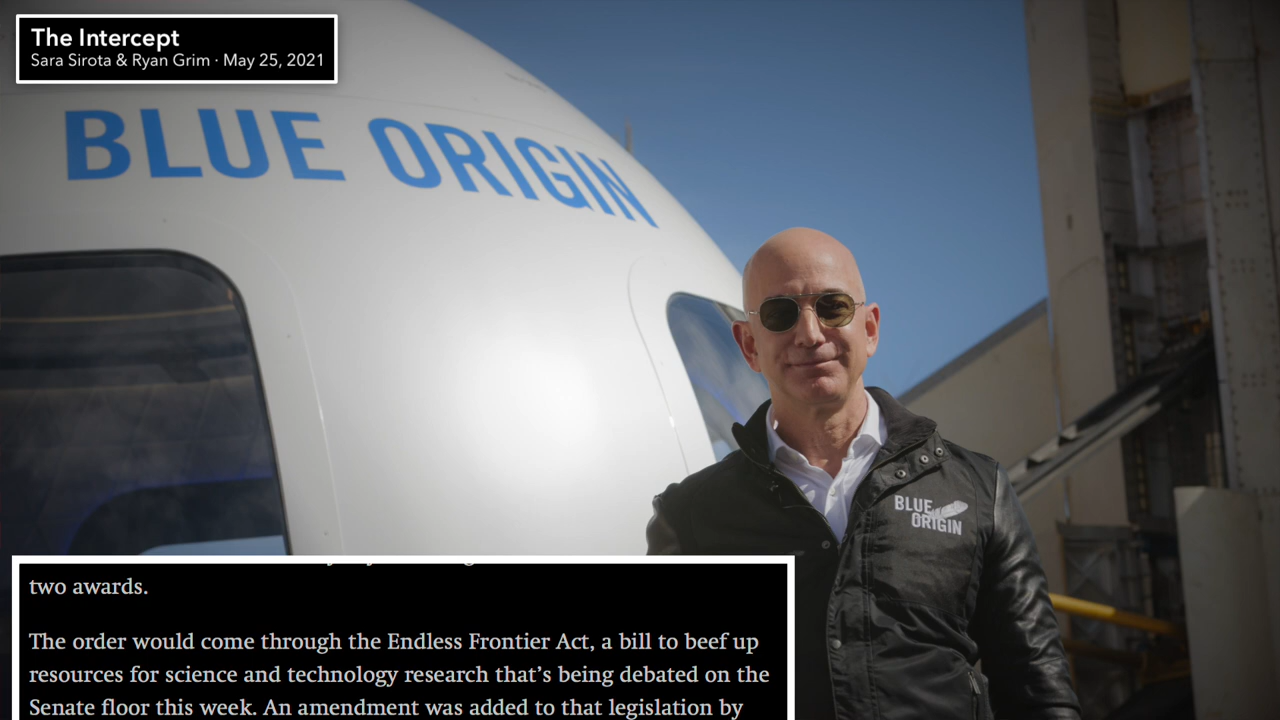 The Intercept
Sara Sirota & Ryan Grim · May 25, 2021
BLUE ORIGIN
BLUE
ORIGIN
two awards.
The order would come through the Endless Frontier Act, a bill to beef up
resources for science and technology research that’s being debated on the
Senate floor this week. An amendment was added to that legislation by